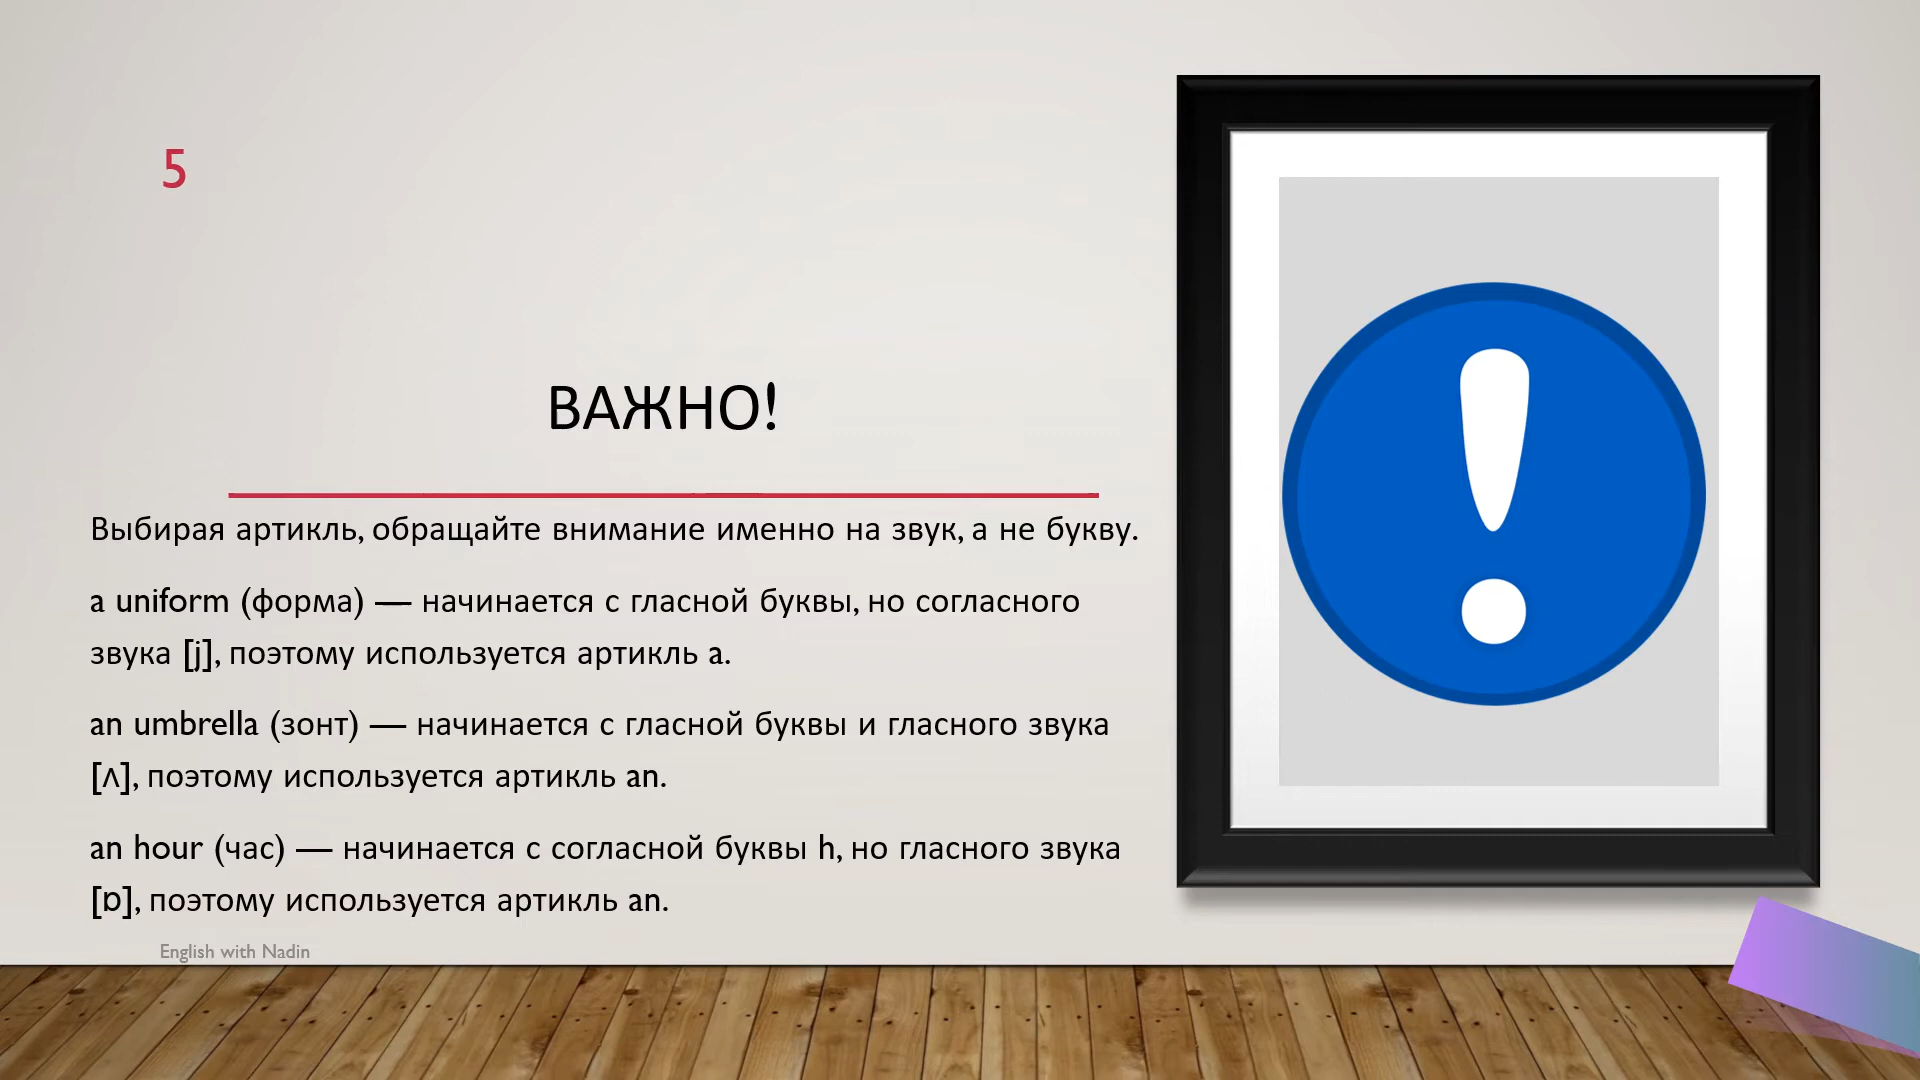 5
ВАЖНО!
Выбирая артикль, обращайте внимание именно на звук, а не букву.
a uniform (форма) — начинается с гласной буквы, но согласного
звука [j], поэтому используется артикль a.
an umbrella (зонт) — начинается с гласной буквы и гласного звука
[ʌ], поэтому используется артикль an.
an hour (час) — начинается с согласной буквы h, но гласного звука
[ɒ], поэтому используется артикль an.
English with Nadin